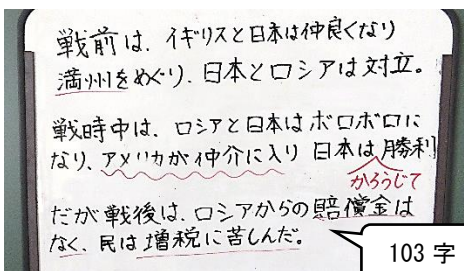 戦前は、イギリスと日本は仲良くなり
満州をめぐり、日本とロシアは対立。
戦時中は、ロシアと日本はボロボロに
なり、アメリカが仲介に入り 日本は勝利
かろうじて
だが戦後は、ロシアからの賠償金は
なく、民は増税に苦しんだ。
103字